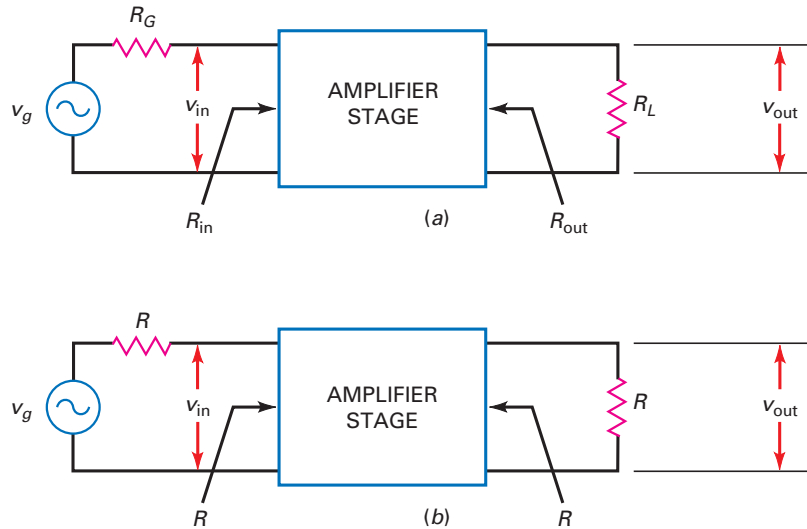 R_G
v_g
v_in
AMPLIFIER
STAGE
R_L
v_out
R_in
(a)
R_out
R
v_g
v_in
AMPLIFIER
STAGE
R
v_out
R
(b)
R